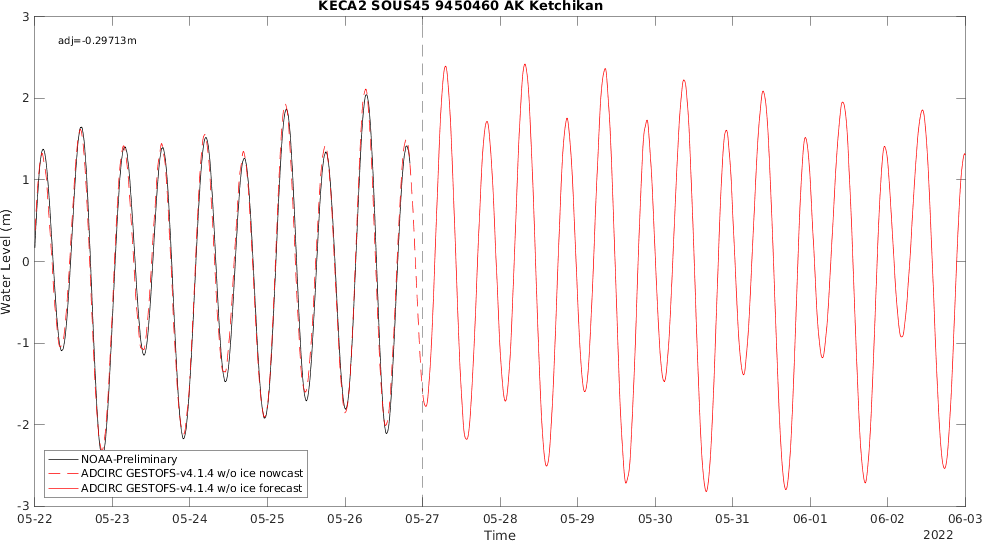 KECA2 SOUS45 9450460 AK Ketchikan
adj=-0.29713m
3
2
1
0
-1
-2
-3
Water Level (m)
NOAA-Preliminary
ADCIRC GESTOFS-v4.1.4 w/o ice nowcast
ADCIRC GESTOFS-v4.1.4 w/o ice forecast
05-22 05-23 05-24 05-25 05-26 05-27 05-28 05-29 05-30 05-31 06-01 06-02 06-03
Time
2022